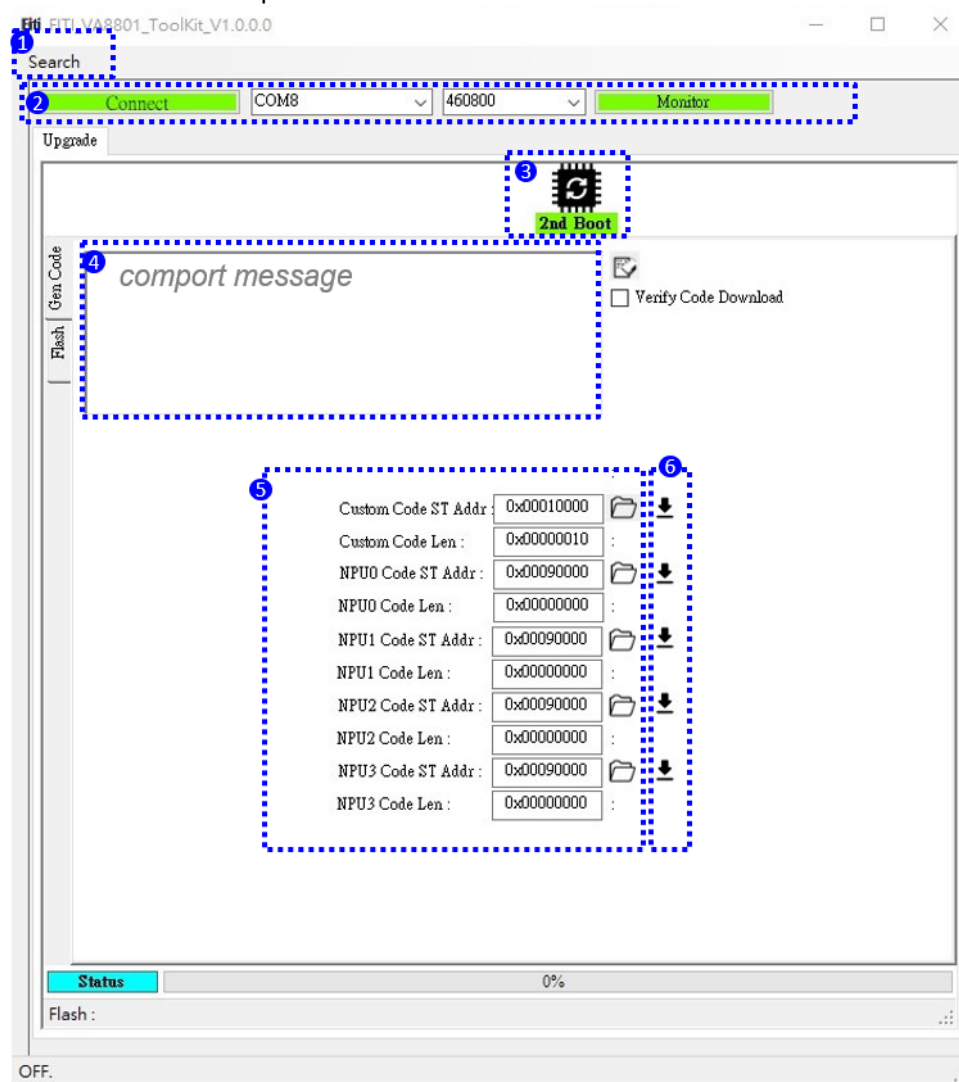 FITI_VA8801_ToolKit_V1.0.0.0
1
Search
2 Connect COM8 460800 Monitor
Upgrade
3
2nd Boot
Gen Code
Flash
4 comport message
Verify Code Download
5
6
:
Custom Code ST Addr : 0x00010000
Custom Code Len : 0x00000010 :
NPU0 Code ST Addr : 0x00090000
NPU0 Code Len : 0x00000000 :
NPU1 Code ST Addr : 0x00090000
NPU1 Code Len : 0x00000000 :
NPU2 Code ST Addr : 0x00090000
NPU2 Code Len : 0x00000000 :
NPU3 Code ST Addr : 0x00090000
NPU3 Code Len : 0x00000000 :
Status 0%
Flash :
OFF.